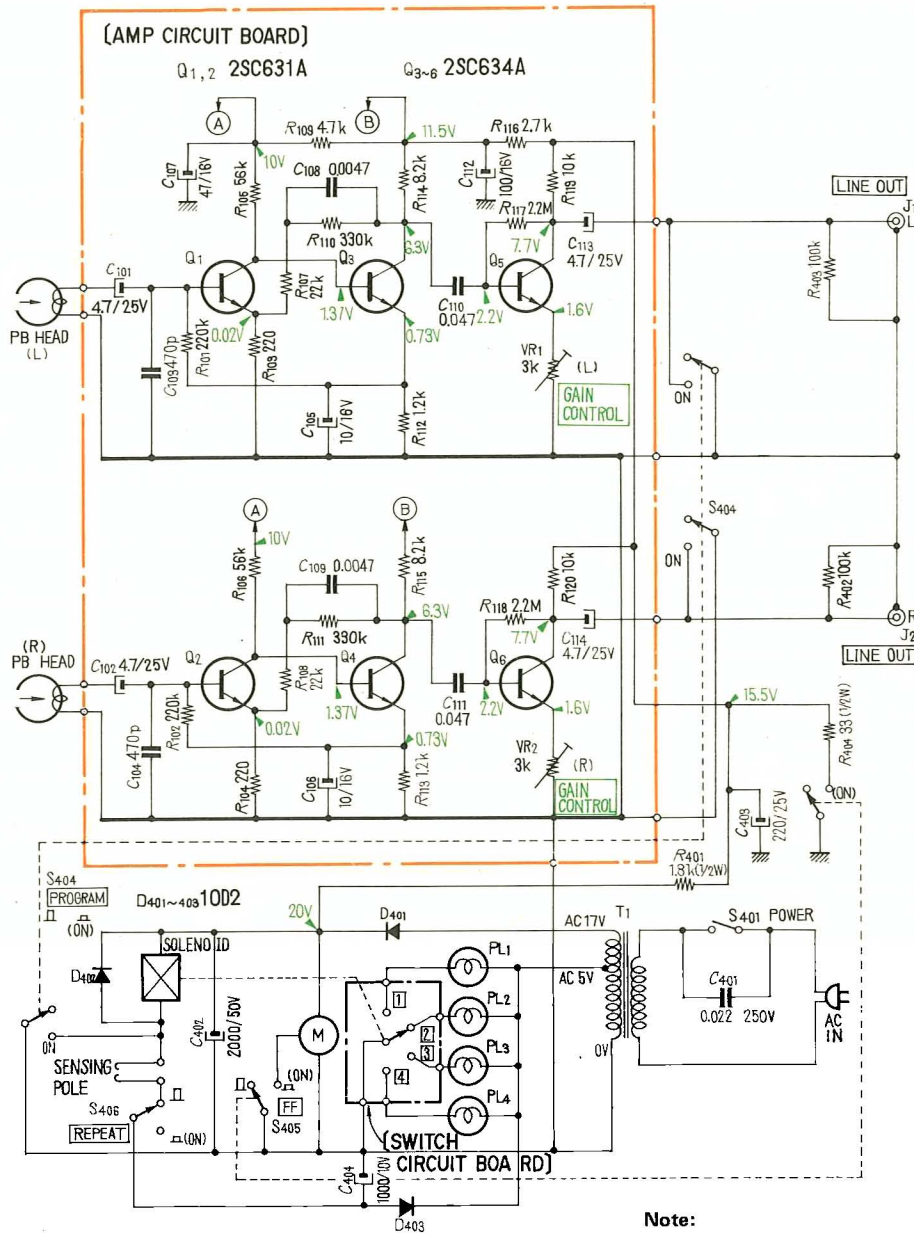 [AMP CIRCUIT BOARD]
Q1,2 2SC631A
Q3~6 2SC634A
A
B
C107
47/16V
10V
R105 56k
R109 4.7k
C108 0.0047
R110 330k
11.5V
R114 8.2k
C112
100/16V
R116 2.7k
R119 10k
R117 2.2M
6.3V
7.7V
C113
4.7/25V
LINE OUT
J1
L
R403 100k
PB HEAD
(L)
C101
4.7/25V
Q1
R107
22k
Q3
Q5
C110
0.047
2.2V
1.6V
0.02V
1.37V
0.73V
C103 470p
R101 220k
R103 220
C105
10/16V
R112 1.2k
VR1
3k
(L)
GAIN
CONTROL
ON
S404
A
B
10V
R106 56k
C109 0.0047
R111 330k
R115 8.2k
6.3V
R118 2.2M
R120 10k
7.7V
C114
4.7/25V
ON
R402 100k
R
J2
LINE OUT
(R)
PB HEAD
C102 4.7/25V
Q2
R108
22k
Q4
Q6
C111
0.047
2.2V
1.6V
0.02V
1.37V
0.73V
C104 470p
R102 220k
R104 220
C106
10/16V
R113 1.2k
VR2
3k
(R)
GAIN
CONTROL
15.5V
R404 33 (1/2W)
(ON)
C403
220/25V
R401
1.8k (1/2W)
S404
PROGRAM
(ON)
D401~403 10D2
20V
D401
AC 17V
T1
S401 POWER
SOLENOID
D402
C402
2000/50V
M
PL1
AC 5V
C401
0.022 250V
AC
IN
1
2
3
4
PL2
PL3
PL4
0V
ON
SENSING
POLE
S406
REPEAT
(ON)
(ON)
FF
S405
[SWITCH
CIRCUIT BOARD]
C404
1000/10V
D403
Note: